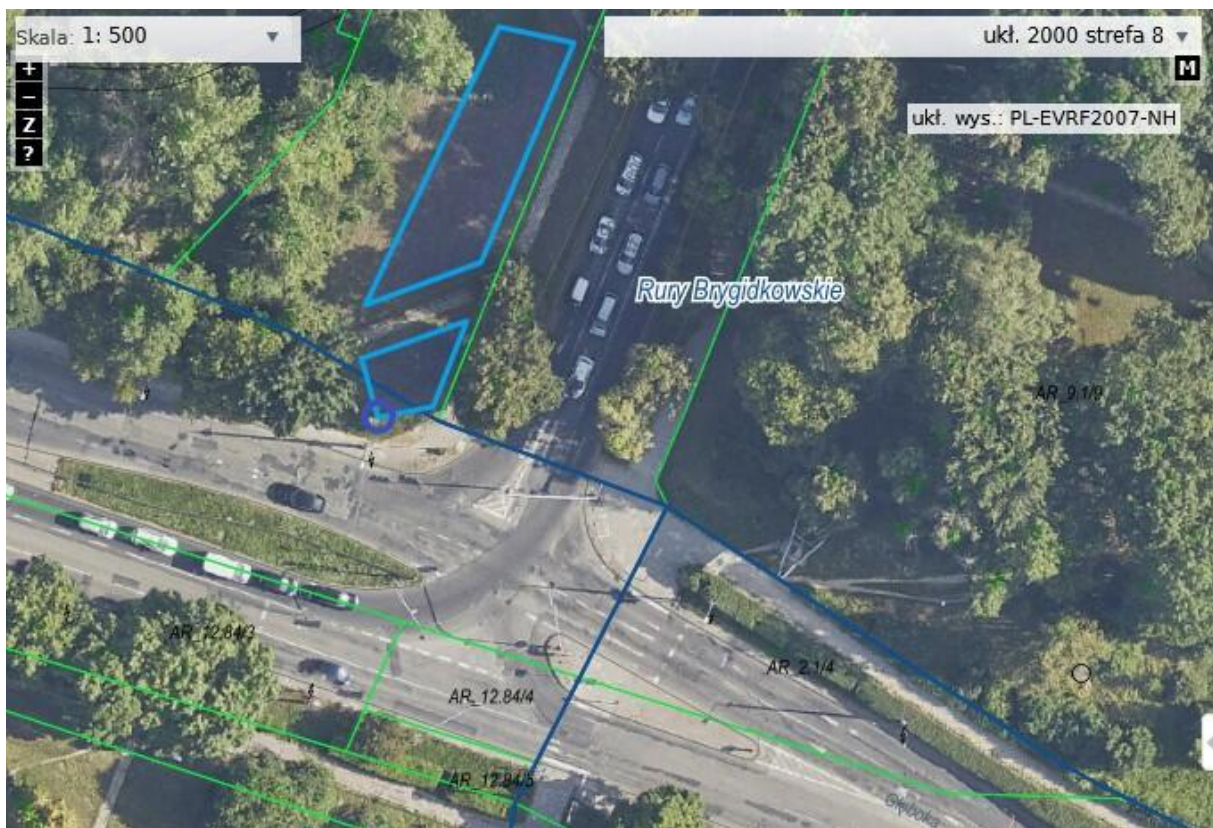 Skala: 1: 500
ukł. 2000 strefa 8
+
−
Z
?
M
ukł. wys.: PL-EVRF2007-NH
Rury Brygidkowskie
AR_9.1/9
AR_12.84/3
AR_2.1/4
AR_12.84/4
AR_12.84/5
Głęboka